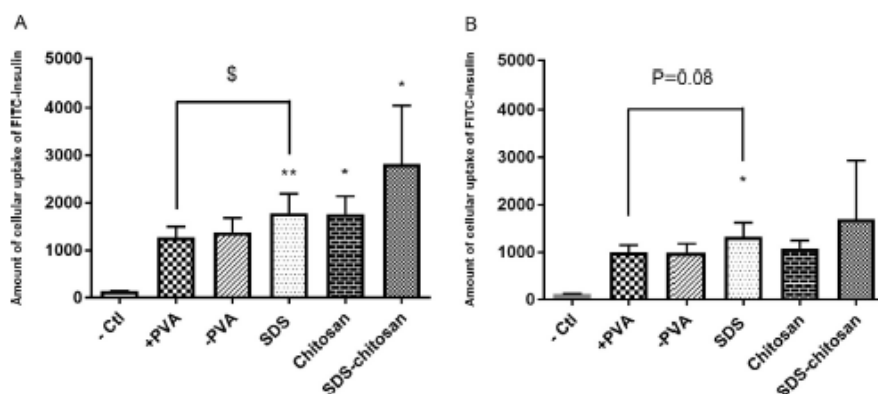 A
Amount of cellular uptake of FITC-insulin
5000
4000
3000
2000
1000
0
$
**
*
*
- Ctl
+PVA
-PVA
SDS
Chitosan
SDS-chitosan
B
Amount of cellular uptake of FITC-insulin
5000
4000
3000
2000
1000
0
P=0.08
*
- Ctl
+PVA
-PVA
SDS
Chitosan
SDS-chitosan